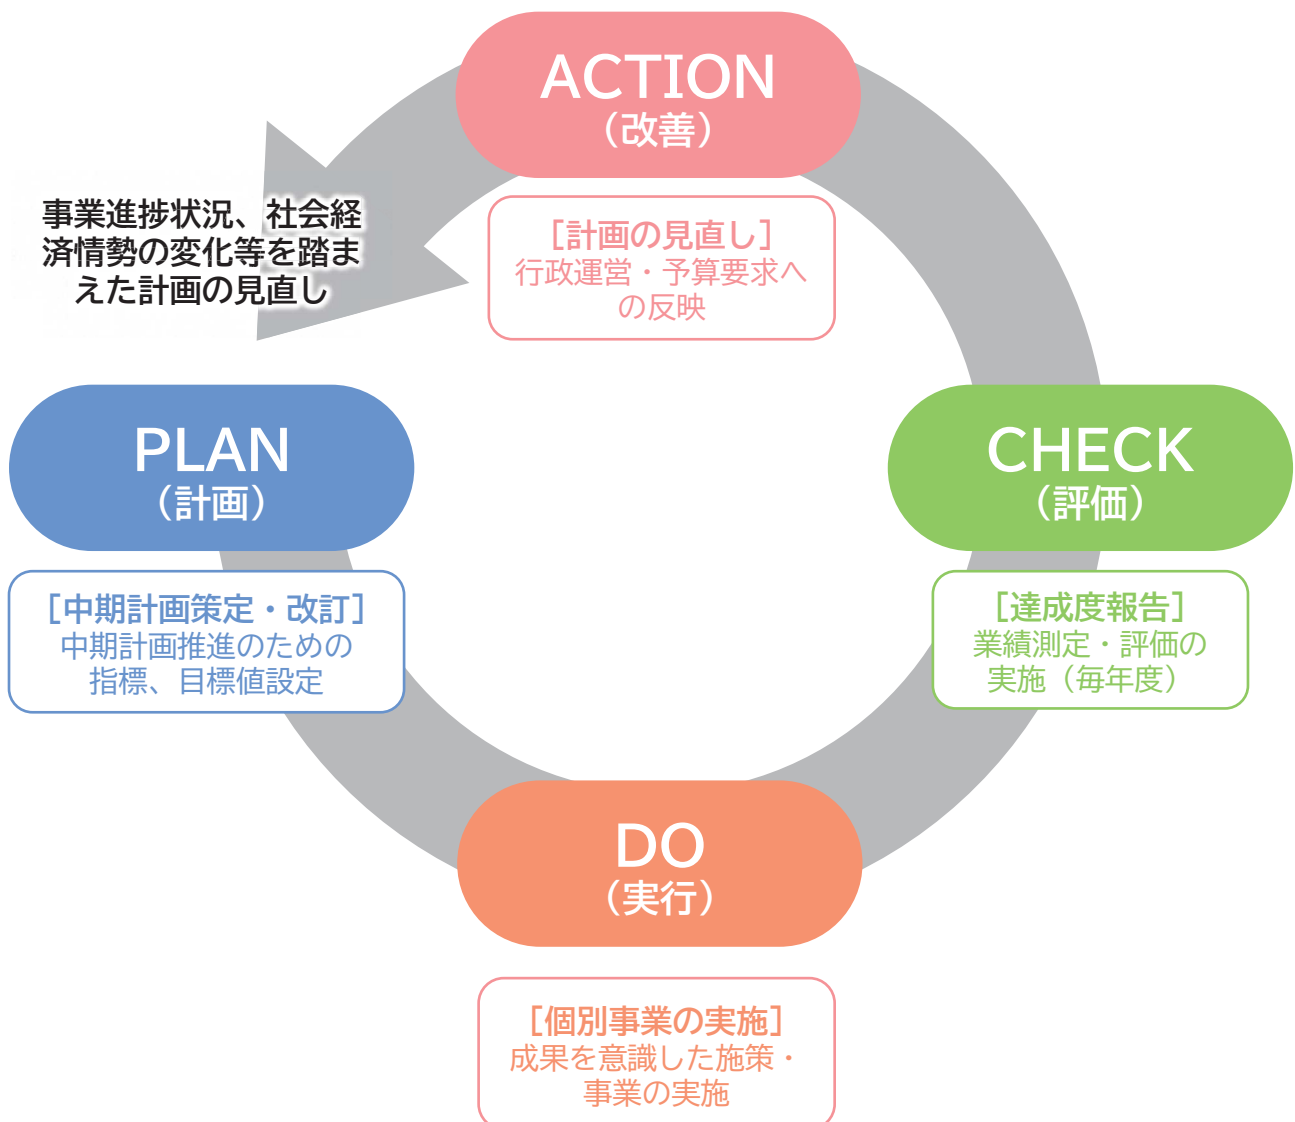 ACTION
（改善）
［計画の見直し］
行政運営・予算要求へ
の反映
事業進捗状況、社会経
済情勢の変化等を踏ま
えた計画の見直し
PLAN
（計画）
［中期計画策定・改訂］
中期計画推進のための
指標、目標値設定
CHECK
（評価）
［達成度報告］
業績測定・評価の
実施（毎年度）
DO
（実行）
［個別事業の実施］
成果を意識した施策・
事業の実施